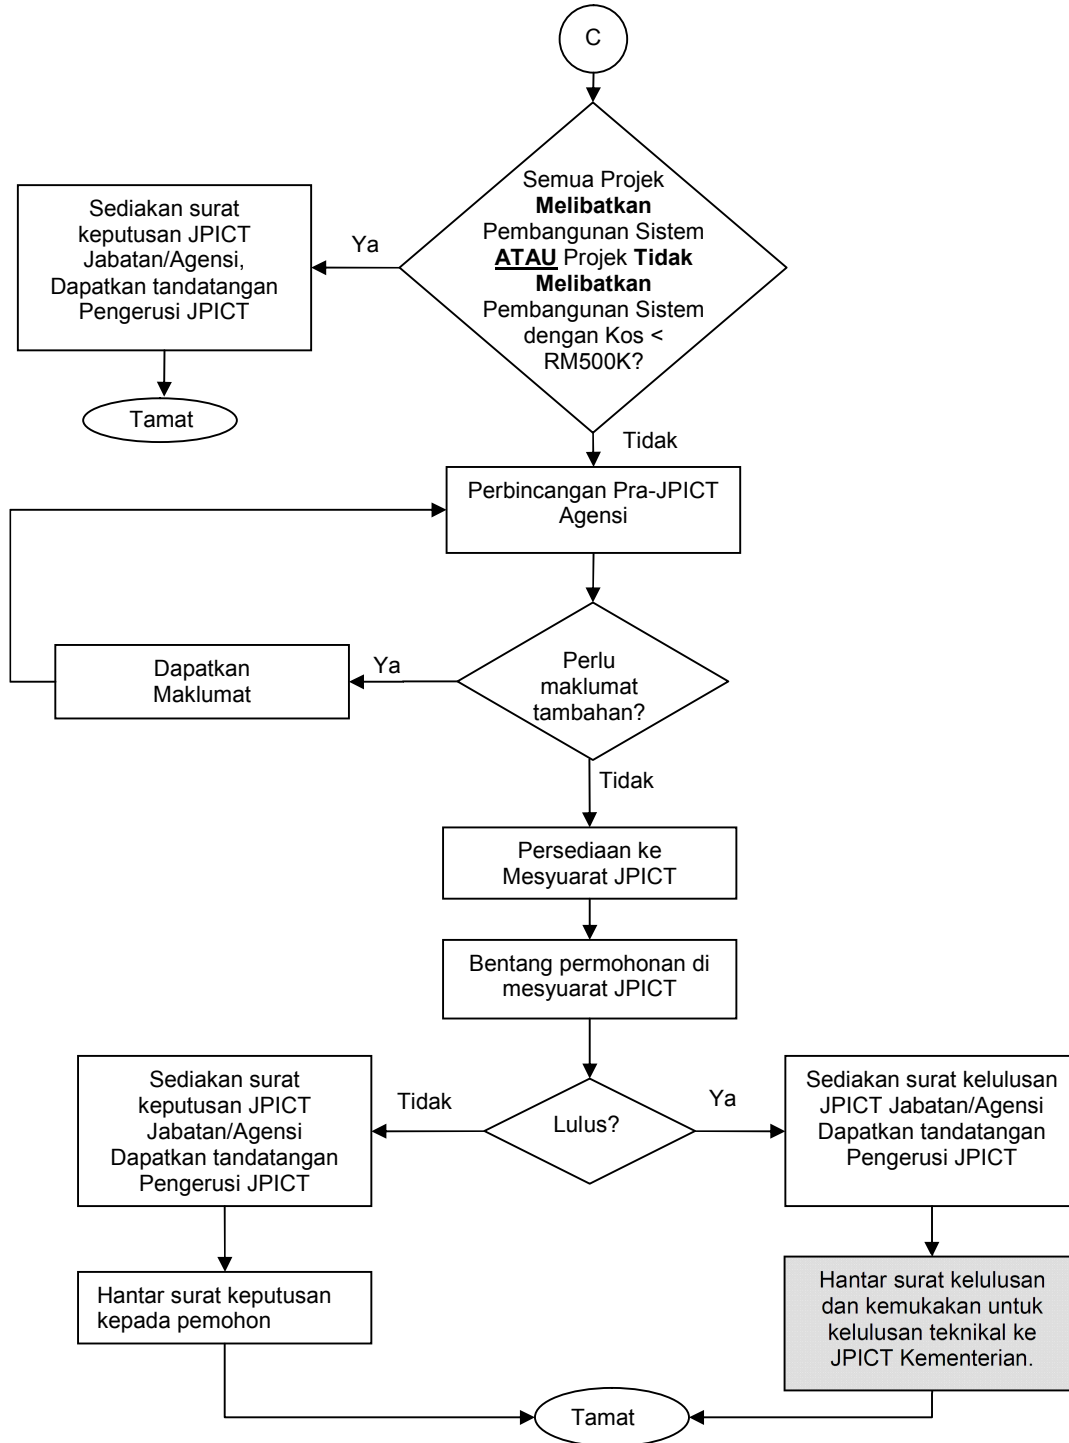 C
Semua Projek
Melibatkan
Pembangunan Sistem
ATAU Projek Tidak
Melibatkan
Pembangunan Sistem
dengan Kos <
RM500K?
Ya
Sediakan surat
keputusan JPICT
Jabatan/Agensi,
Dapatkan tandatangan
Pengerusi JPICT
Tamat
Tidak
Perbincangan Pra-JPICT
Agensi
Perlu
maklumat
tambahan?
Ya
Dapatkan
Maklumat
Tidak
Persediaan ke
Mesyuarat JPICT
Bentang permohonan di
mesyuarat JPICT
Lulus?
Tidak
Sediakan surat
keputusan JPICT
Jabatan/Agensi
Dapatkan tandatangan
Pengerusi JPICT
Hantar surat keputusan
kepada pemohon
Ya
Sediakan surat kelulusan
JPICT Jabatan/Agensi
Dapatkan tandatangan
Pengerusi JPICT
Hantar surat kelulusan
dan kemukakan untuk
kelulusan teknikal ke
JPICT Kementerian.
Tamat